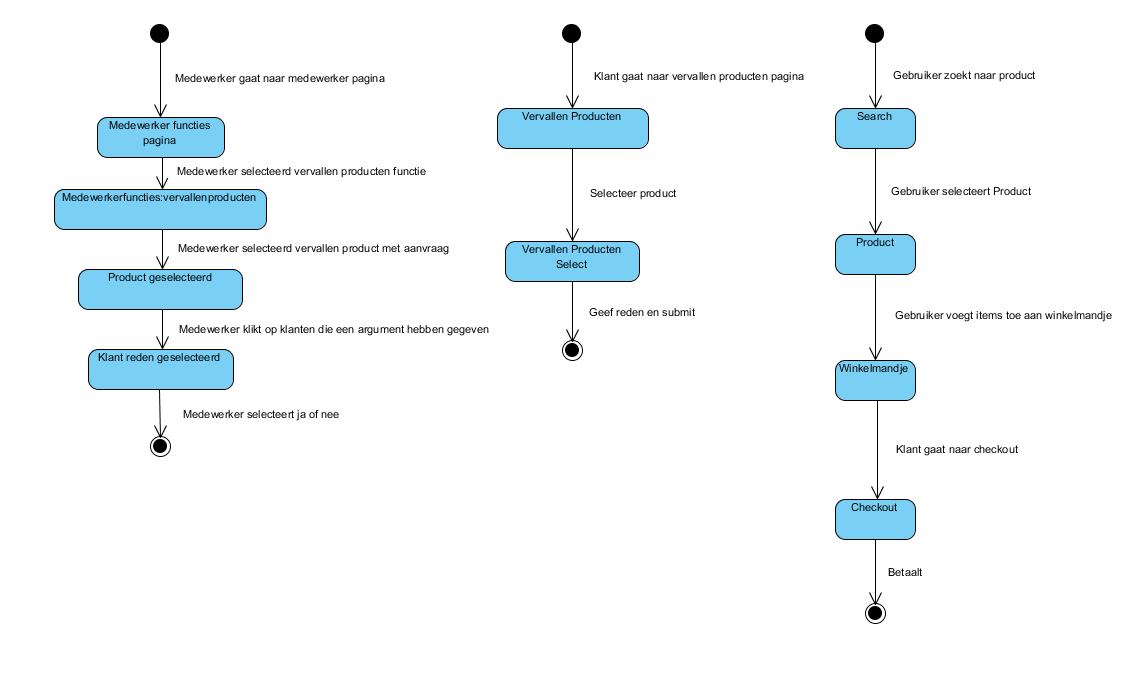 Medewerker gaat naar medewerker pagina
Medewerker functies
pagina
Medewerker selecteerd vervallen producten functie
Medewerkerfuncties:vervallenproducten
Medewerker selecteerd vervallen product met aanvraag
Product geselecteerd
Medewerker klikt op klanten die een argument hebben gegeven
Klant reden geselecteerd
Medewerker selecteert ja of nee
Klant gaat naar vervallen producten pagina
Vervallen Producten
Selecteer product
Vervallen Producten
Select
Geef reden en submit
Gebruiker zoekt naar product
Search
Gebruiker selecteert Product
Product
Gebruiker voegt items toe aan winkelmandje
Winkelmandje
Klant gaat naar checkout
Checkout
Betaalt